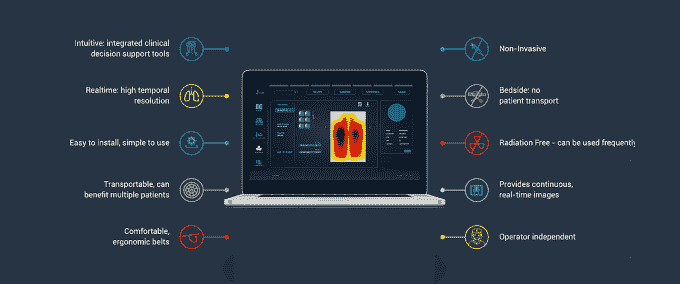 Intuitive: integrated clinical
decision support tools
Realtime: high temporal
resolution
Easy to install, simple to use
Transportable, can
benefit multiple patients
Comfortable,
ergonomic belts
Non-Invasive
Bedside: no
patient transport
Radiation Free - can be used frequently
Provides continuous,
real-time images
Operator independent